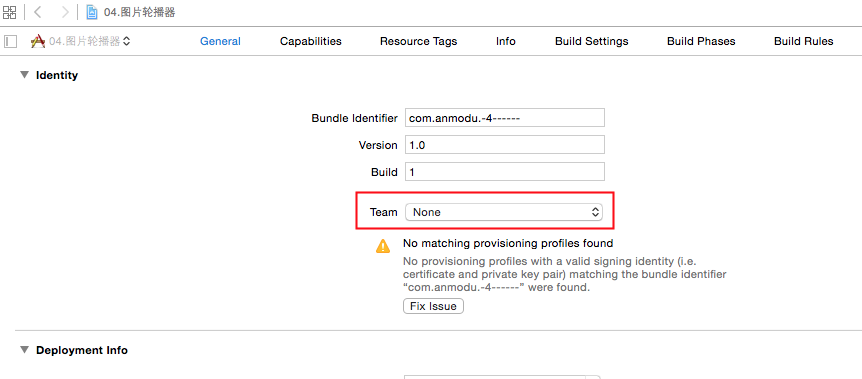 04.图片轮播器
04.图片轮播器
General Capabilities Resource Tags Info Build Settings Build Phases Build Rules
Identity
Bundle Identifier com.anmodu.-4------
Version 1.0
Build 1
Team None
No matching provisioning profiles found
No provisioning profiles with a valid signing identity (i.e.
certificate and private key pair) matching the bundle identifier
“com.anmodu.-4------” were found.
Fix Issue
Deployment Info